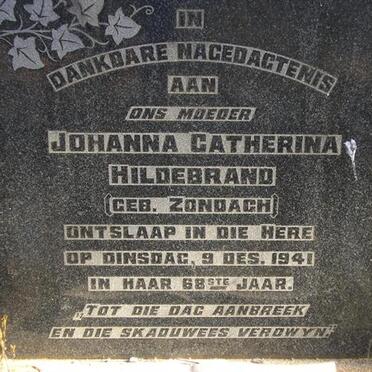 IN
DANKBARE NAGEDACTENIS
AAN
ONS MOEDER
JOHANNA CATHERINA
HILDEBRAND
(GEB. ZONDAGH)
ONTSLAAP IN DIE HERE
OP DINSDAG, 9 DES. 1941
IN HAAR 68STE JAAR.
„TOT DIE DAG AANBREEK
EN DIE SKADUWEES VERDWYN."